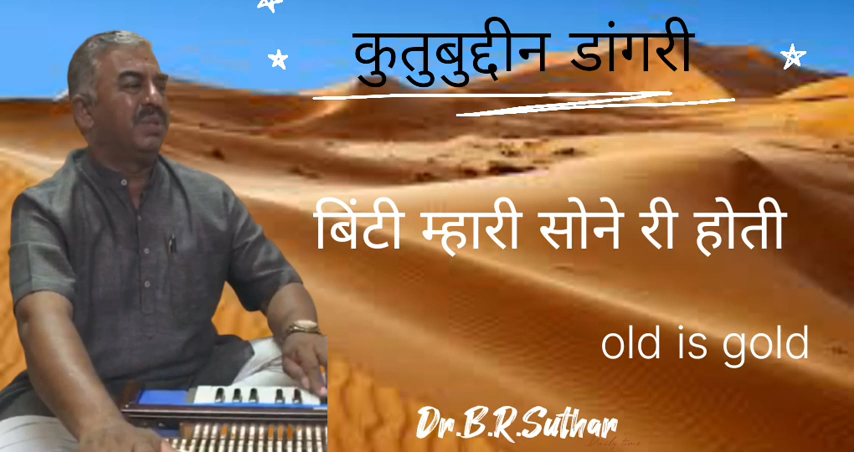 कुतुबुद्दीन डांगरी
बिंटी म्हारी सोने री होती
old is gold
Dr.B.R.Suthar